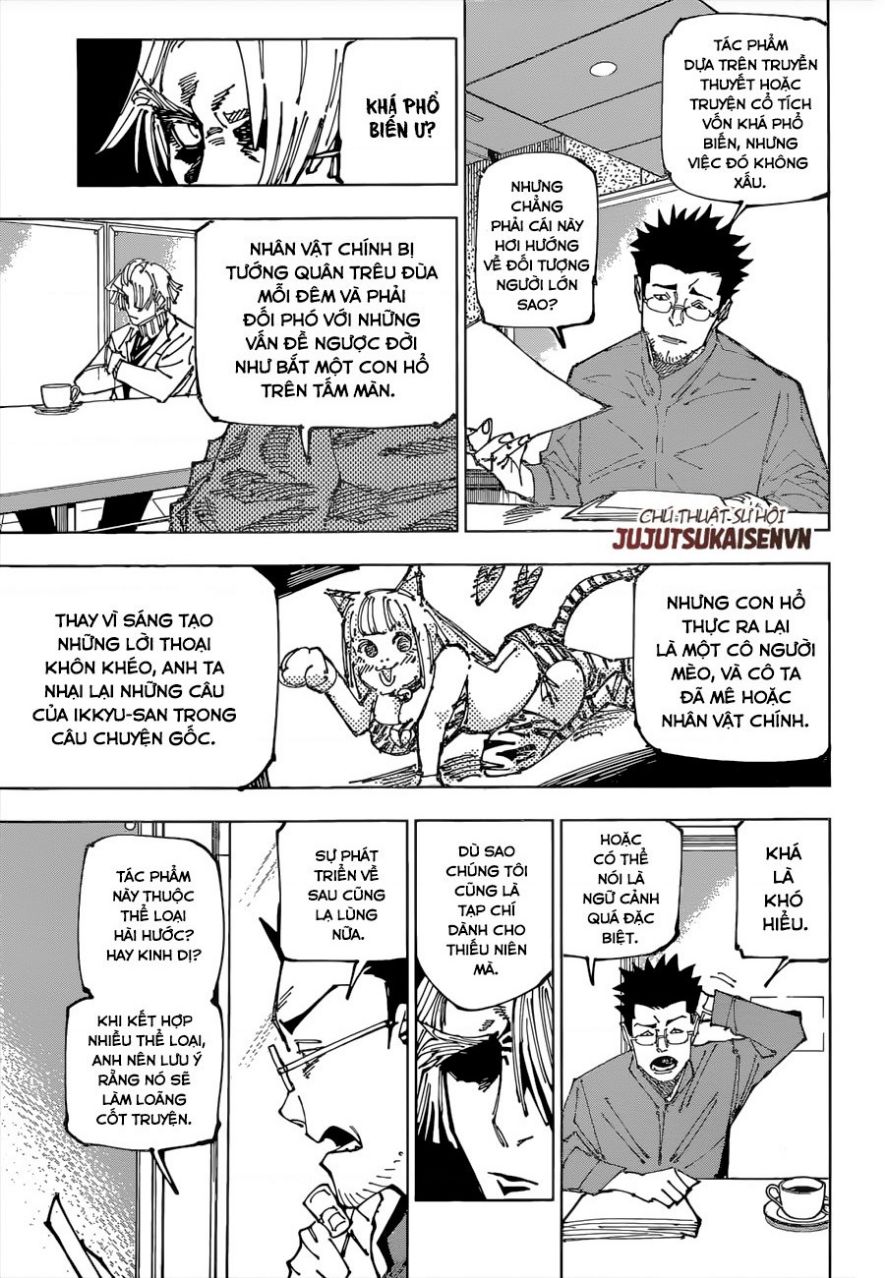 TÁC PHẨM
DỰA TRÊN TRUYỀN
THUYẾT HOẶC
TRUYỆN CỔ TÍCH
VỐN KHÁ PHỔ
BIẾN, NHƯNG
VIỆC ĐÓ KHÔNG
XẤU.
NHƯNG
CHẲNG
PHẢI CÁI NÀY
HƠI HƯỚNG
VỀ ĐỐI TƯỢNG
NGƯỜI LỚN
SAO?
KHÁ PHỔ
BIẾN Ư?
NHÂN VẬT CHÍNH BỊ
TƯỚNG QUÂN TRÊU ĐÙA
MỖI ĐÊM VÀ PHẢI
ĐỐI PHÓ VỚI NHỮNG
VẤN ĐỀ NGƯỢC ĐỜI
NHƯ BẮT MỘT CON HỔ
TRÊN TẤM MÀN.
CHÚ THUẬT SƯ HỘI
JUJUTSUKAISENVN
NHƯNG CON HỔ
THỰC RA LẠI
LÀ MỘT CÔ NGƯỜI
MÈO, VÀ CÔ TA
ĐÃ MÊ HOẶC
NHÂN VẬT CHÍNH.
THAY VÌ SÁNG TẠO
NHỮNG LỜI THOẠI
KHÔN KHÉO, ANH TA
NHẠI LẠI NHỮNG CÂU
CỦA IKKYU-SAN TRONG
CÂU CHUYỆN GỐC.
KHÁ
LÀ
KHÓ
HIỂU.
HOẶC
CÓ THỂ
NÓI LÀ
NGỮ CẢNH
QUÁ ĐẶC
BIỆT.
DÙ SAO
CHÚNG TÔI
CŨNG LÀ
TẠP CHÍ
DÀNH CHO
THIẾU NIÊN
MÀ.
SỰ PHÁT
TRIỂN VỀ
SAU CŨNG
LẠ LÙNG
NỮA.
TÁC PHẨM
NÀY THUỘC
THỂ LOẠI
HÀI HƯỚC?
HAY KINH DỊ?
KHI KẾT HỢP
NHIỀU THỂ LOẠI,
ANH NÊN LƯU Ý
RẰNG NÓ SẼ
LÀM LOÃNG
CỐT TRUYỆN.